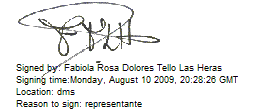 Signed by: Fabiola Rosa Dolores Tello Las Heras
Signing time:Monday, August 10 2009, 20:28:26 GMT
Location: dms
Reason to sign: representante